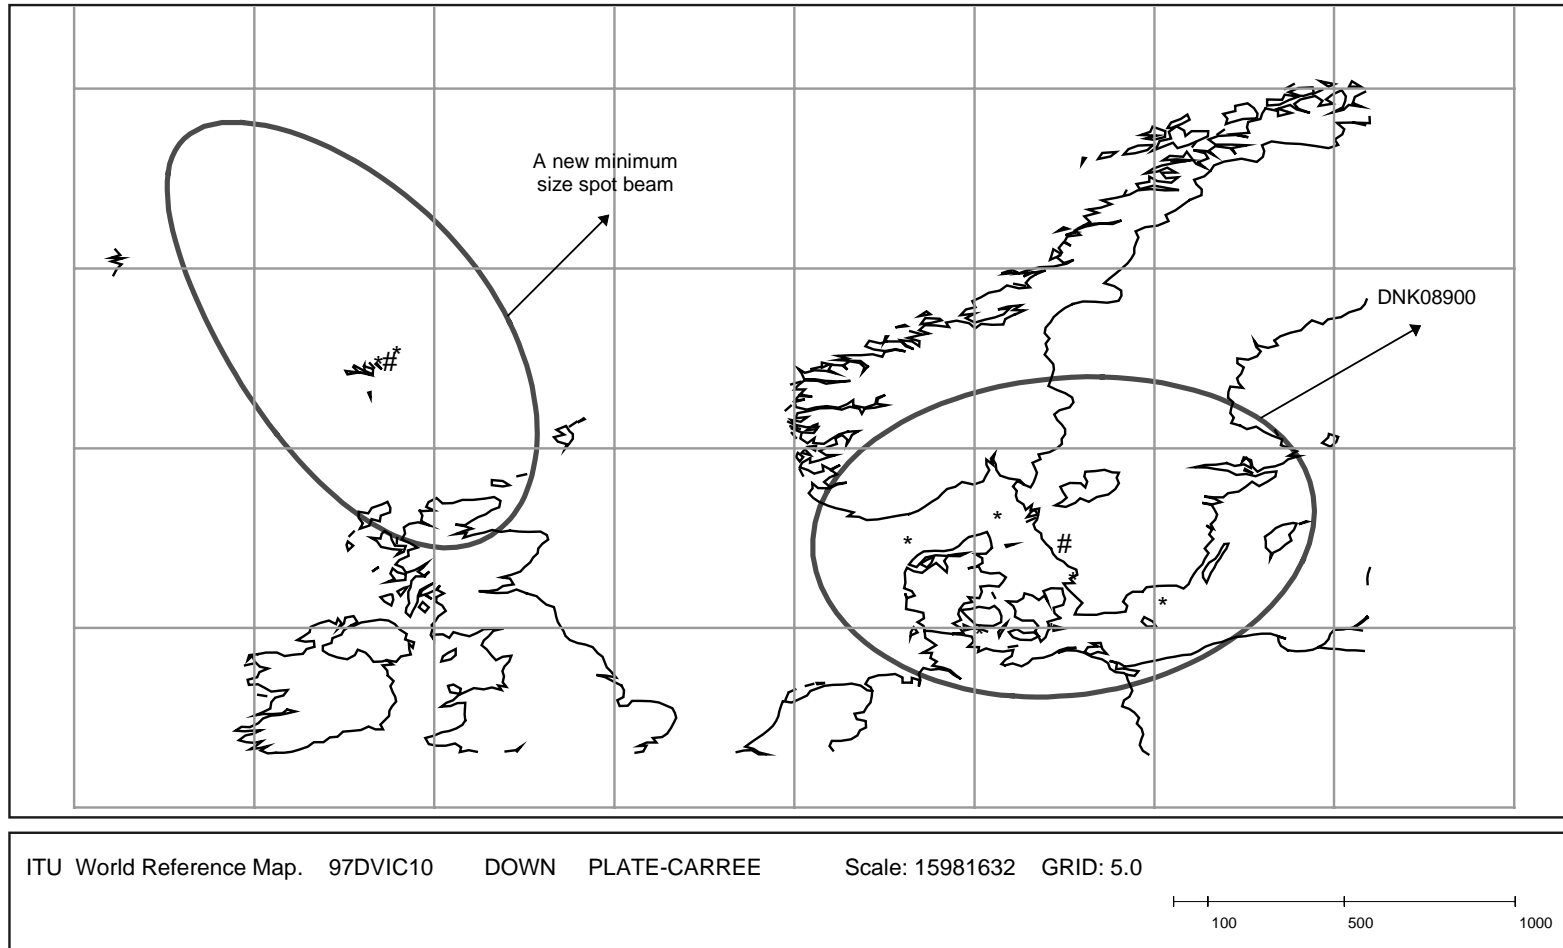 A new minimum
size spot beam
DNK08900
*
#
*
*
*
#
*
*
*
ITU World Reference Map. 97DVIC10 DOWN PLATE-CARREE Scale: 15981632 GRID: 5.0
100 500 1000